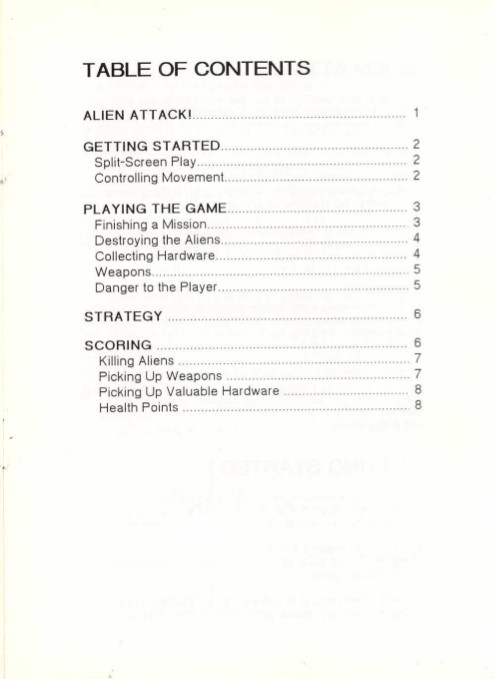 TABLE OF CONTENTS
ALIEN ATTACK!.......................................................... 1
GETTING STARTED.................................................. 2
Split-Screen Play......................................................... 2
Controlling Movement.................................................. 2
PLAYING THE GAME................................................ 3
Finishing a Mission...................................................... 3
Destroying the Aliens................................................... 4
Collecting Hardware.................................................... 4
Weapons..................................................................... 5
Danger to the Player.................................................... 5
STRATEGY ................................................................ 6
SCORING ................................................................... 6
Killing Aliens .............................................................. 7
Picking Up Weapons .................................................. 7
Picking Up Valuable Hardware ................................... 8
Health Points ............................................................. 8